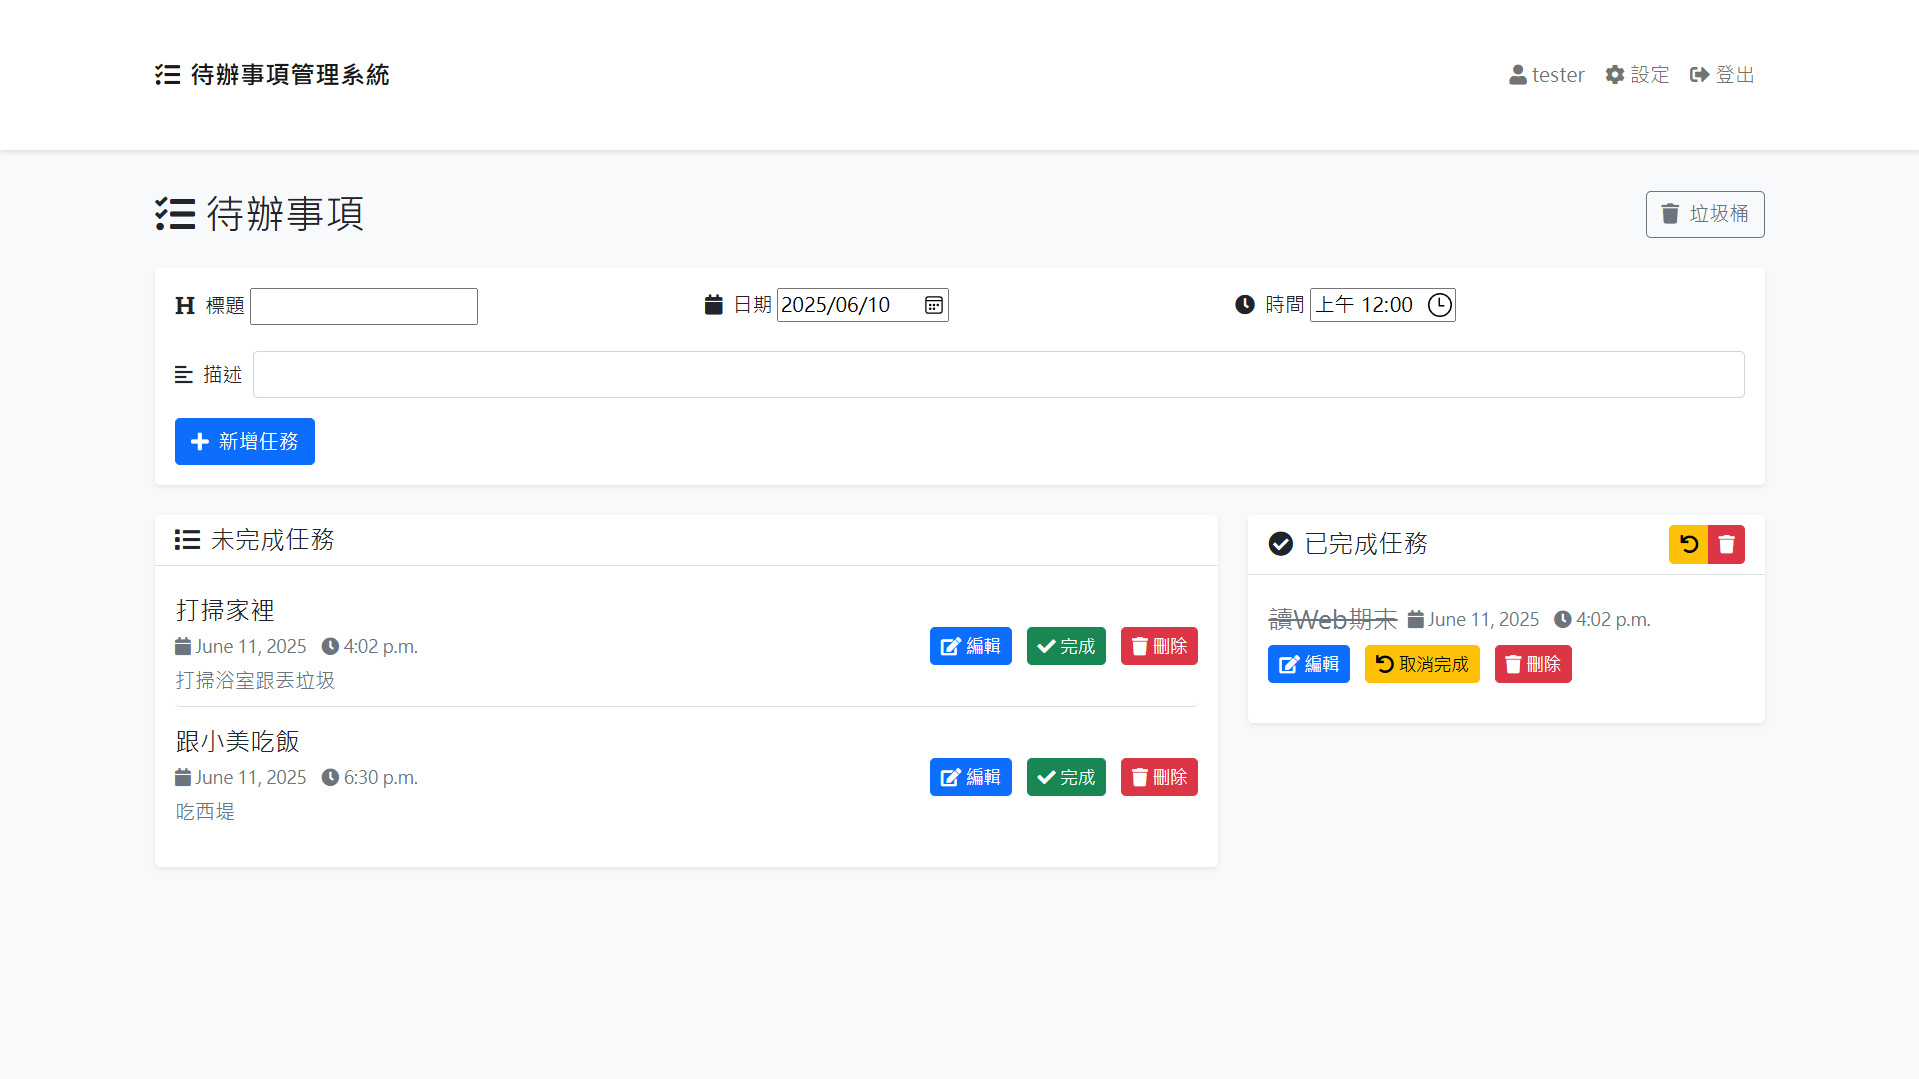 待辦事項管理系統
tester 設定 登出
待辦事項
垃圾桶
標題
日期 2025/06/10
時間 上午 12:00
描述
新增任務
未完成任務
打掃家裡
June 11, 2025 4:02 p.m.
打掃浴室跟丟垃圾
編輯 完成 刪除
跟小美吃飯
June 11, 2025 6:30 p.m.
吃西堤
編輯 完成 刪除
已完成任務
讀Web期末 June 11, 2025 4:02 p.m.
編輯 取消完成 刪除